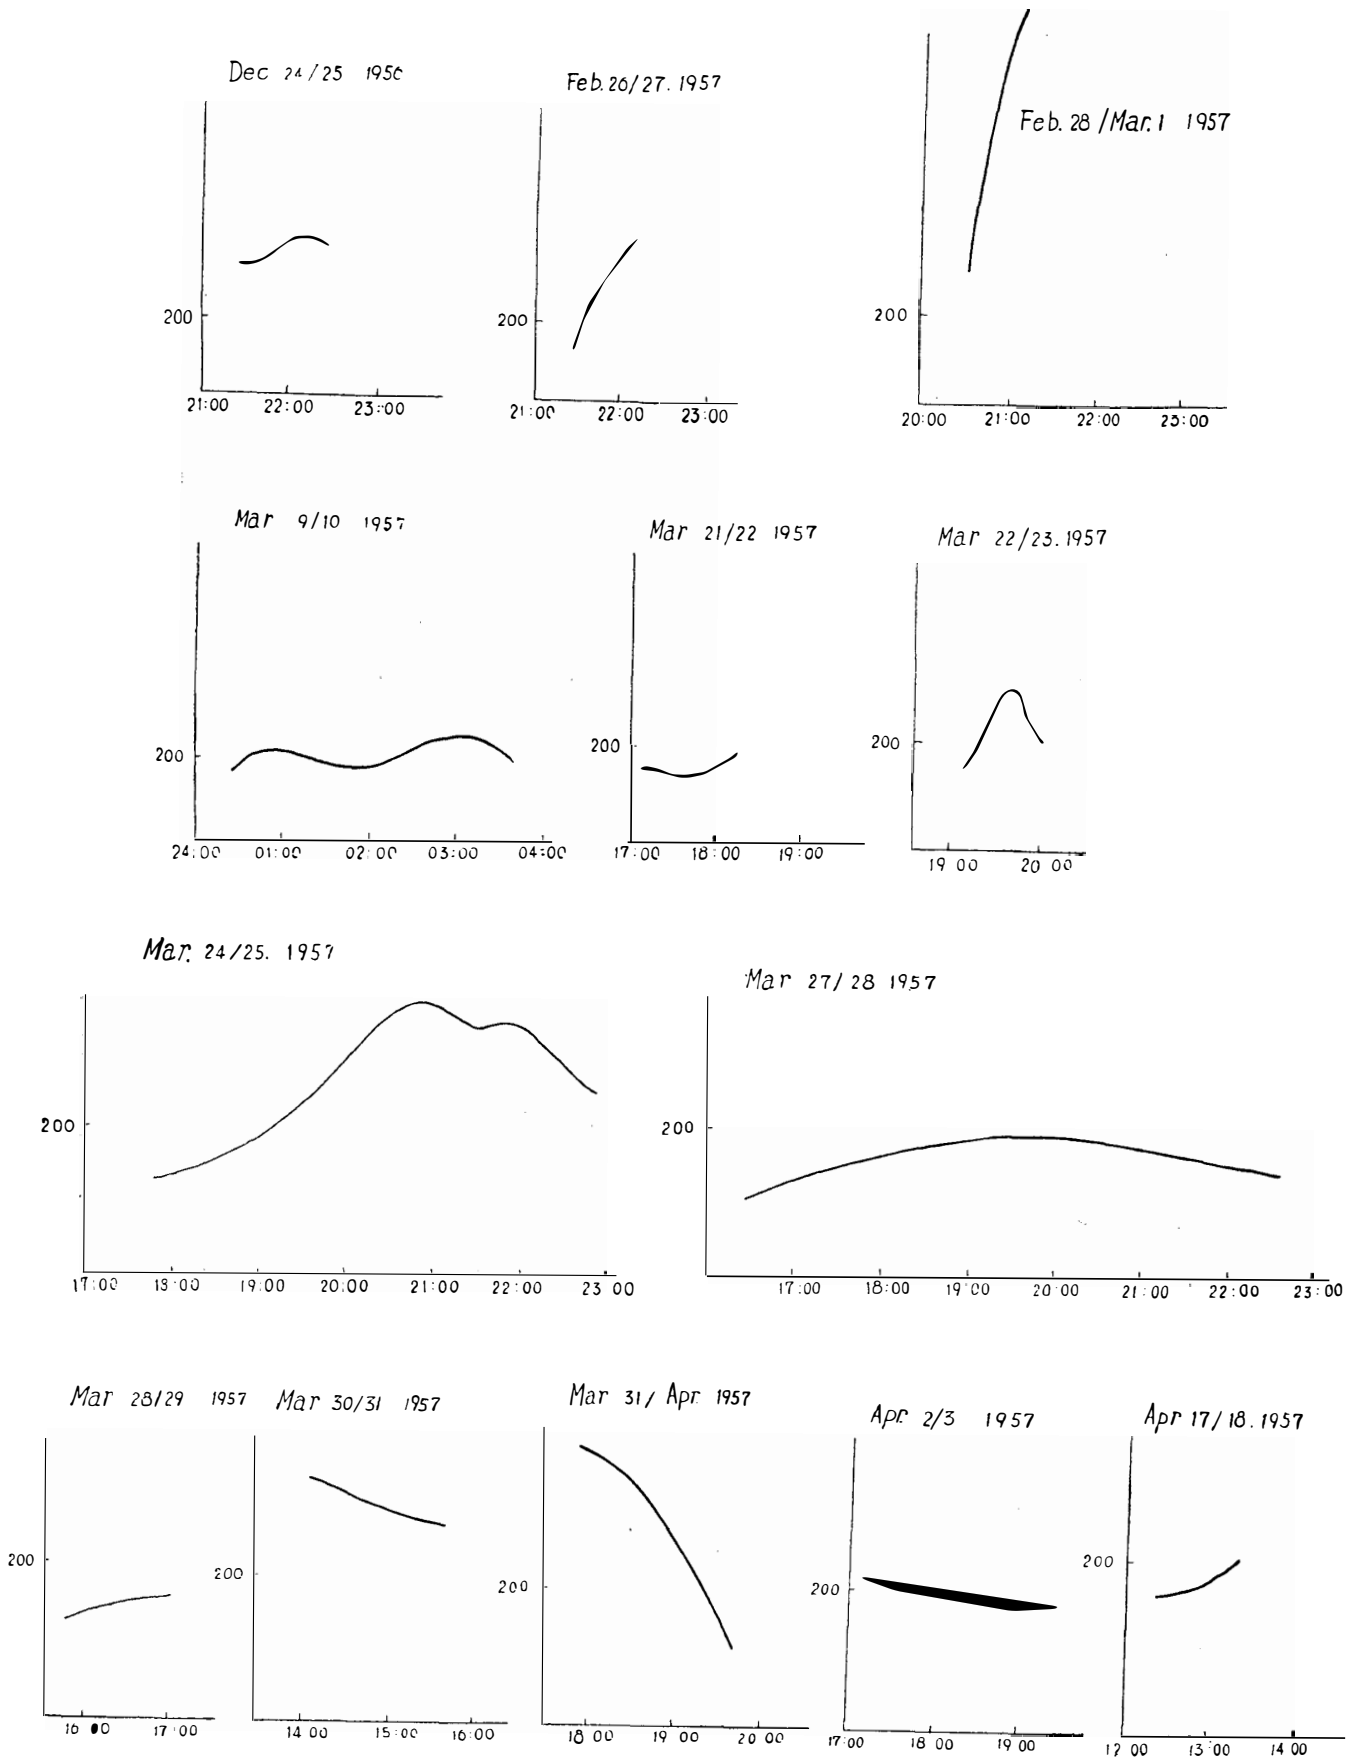 Dec 24/25 1956
Feb. 26/27. 1957
Feb. 28 / Mar. 1 1957
200
200
200
21:00 22:00 23:00
21:00 22:00 23:00
20:00 21:00 22:00 23:00
Mar 9/10 1957
Mar 21/22 1957
Mar 22/23. 1957
200
200
200
24:00 01:00 02:00 03:00 04:00
17:00 18:00 19:00
19 00 20 00
Mar. 24/25. 1957
Mar 27/28 1957
200
200
17:00 18:00 19:00 20:00 21:00 22:00 23 00
17:00 18:00 19:00 20:00 21:00 22:00 23:00
Mar 28/29 1957
Mar 30/31 1957
Mar 31/ Apr 1957
Apr 2/3 1957
Apr 17/18. 1957
200
200
200
200
200
16 00 17:00
14 00 15:00 16:00
18 00 19 00 20 00
17:00 18 00 19:00
12 00 13:00 14 00